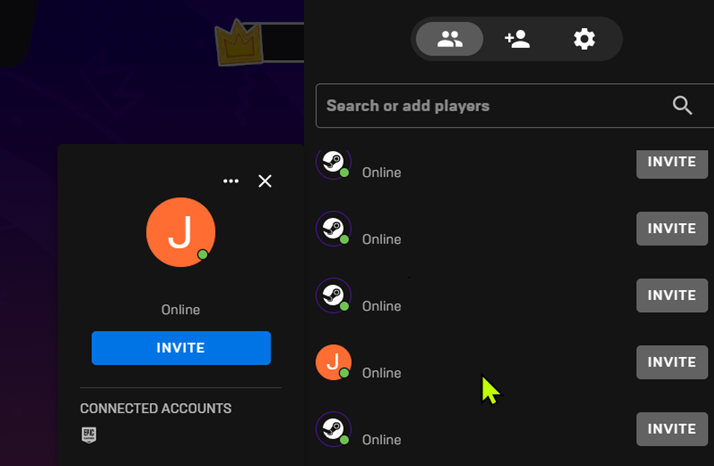 Search or add players
Online
INVITE
Online
INVITE
Online
INVITE
J
Online
INVITE
Online
INVITE
J
Online
INVITE
CONNECTED ACCOUNTS